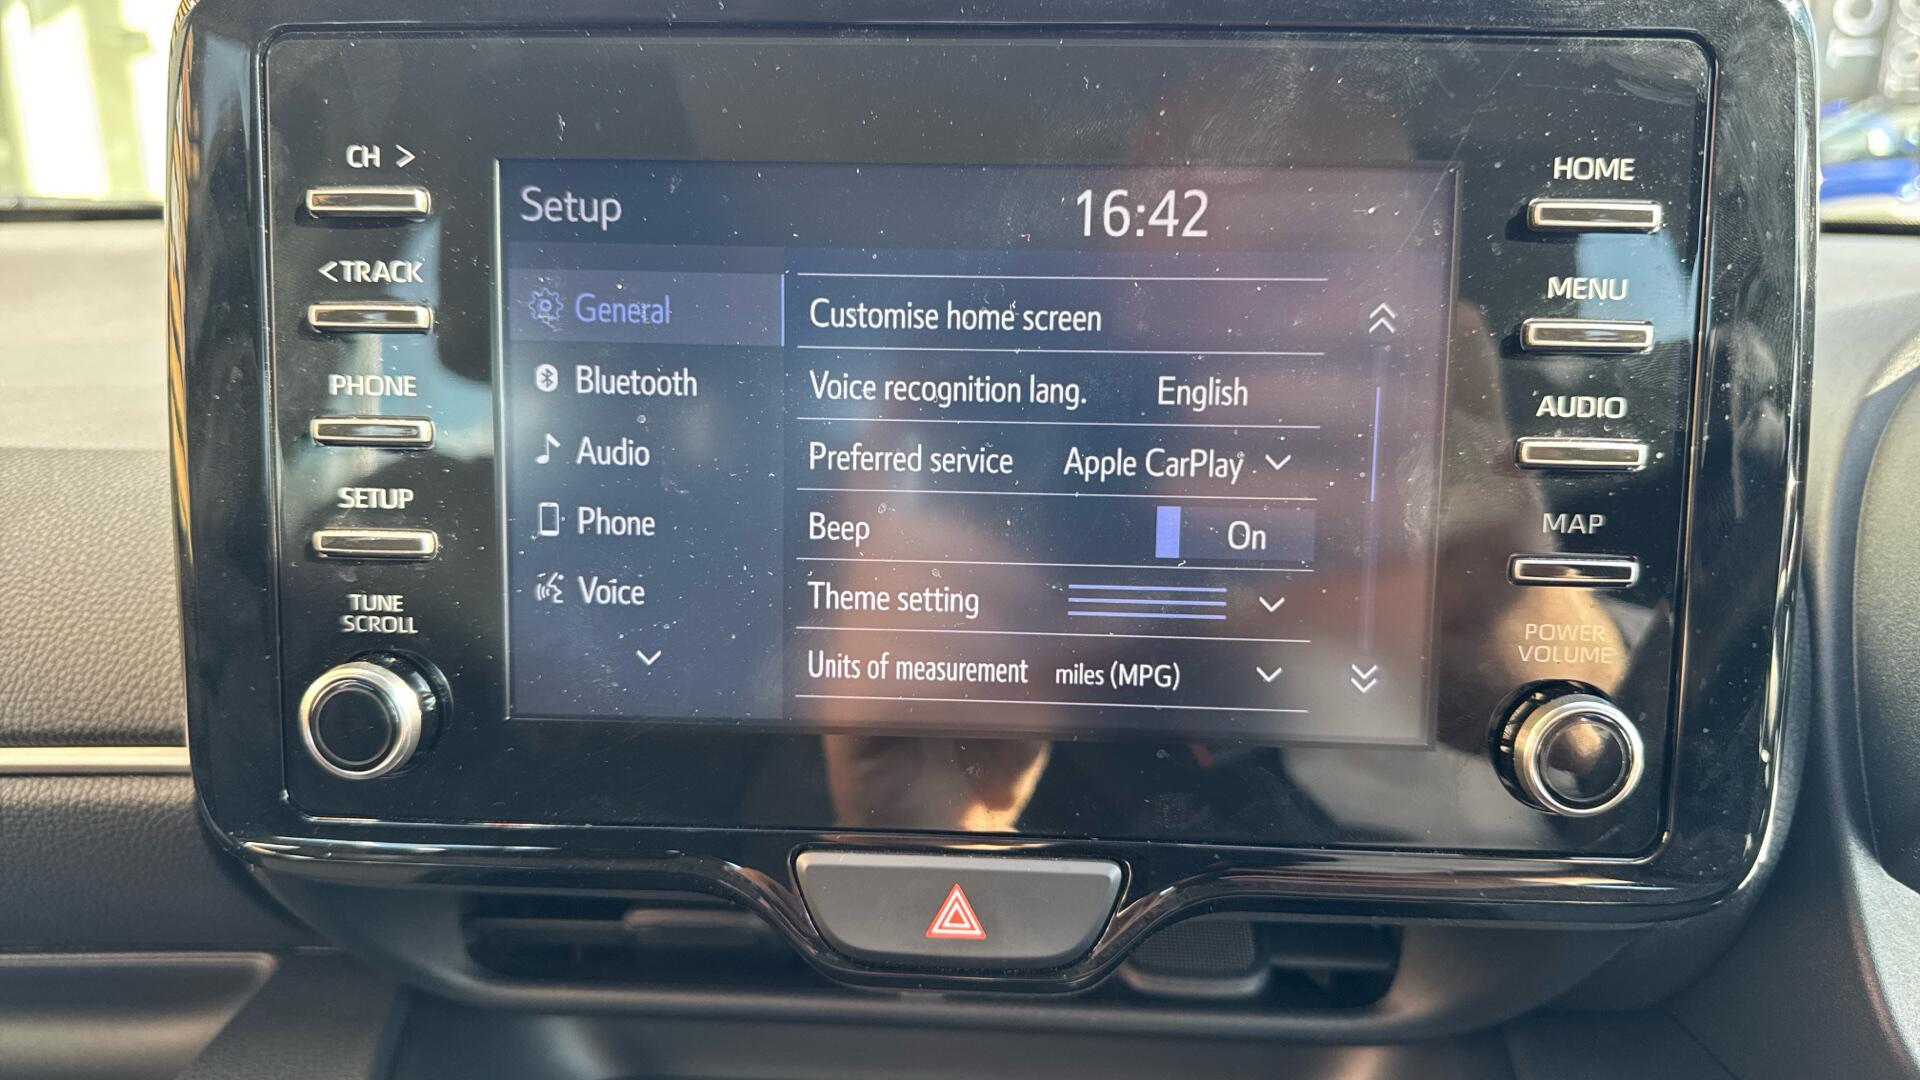 CH >
<TRACK
PHONE
SETUP
TUNE
SCROLL
Setup
16:42
General
Bluetooth
Audio
Phone
Voice
Customise home screen
Voice recognition lang. English
Preferred service Apple CarPlay
Beep On
Theme setting
Units of measurement miles (MPG)
HOME
MENU
AUDIO
MAP
POWER
VOLUME